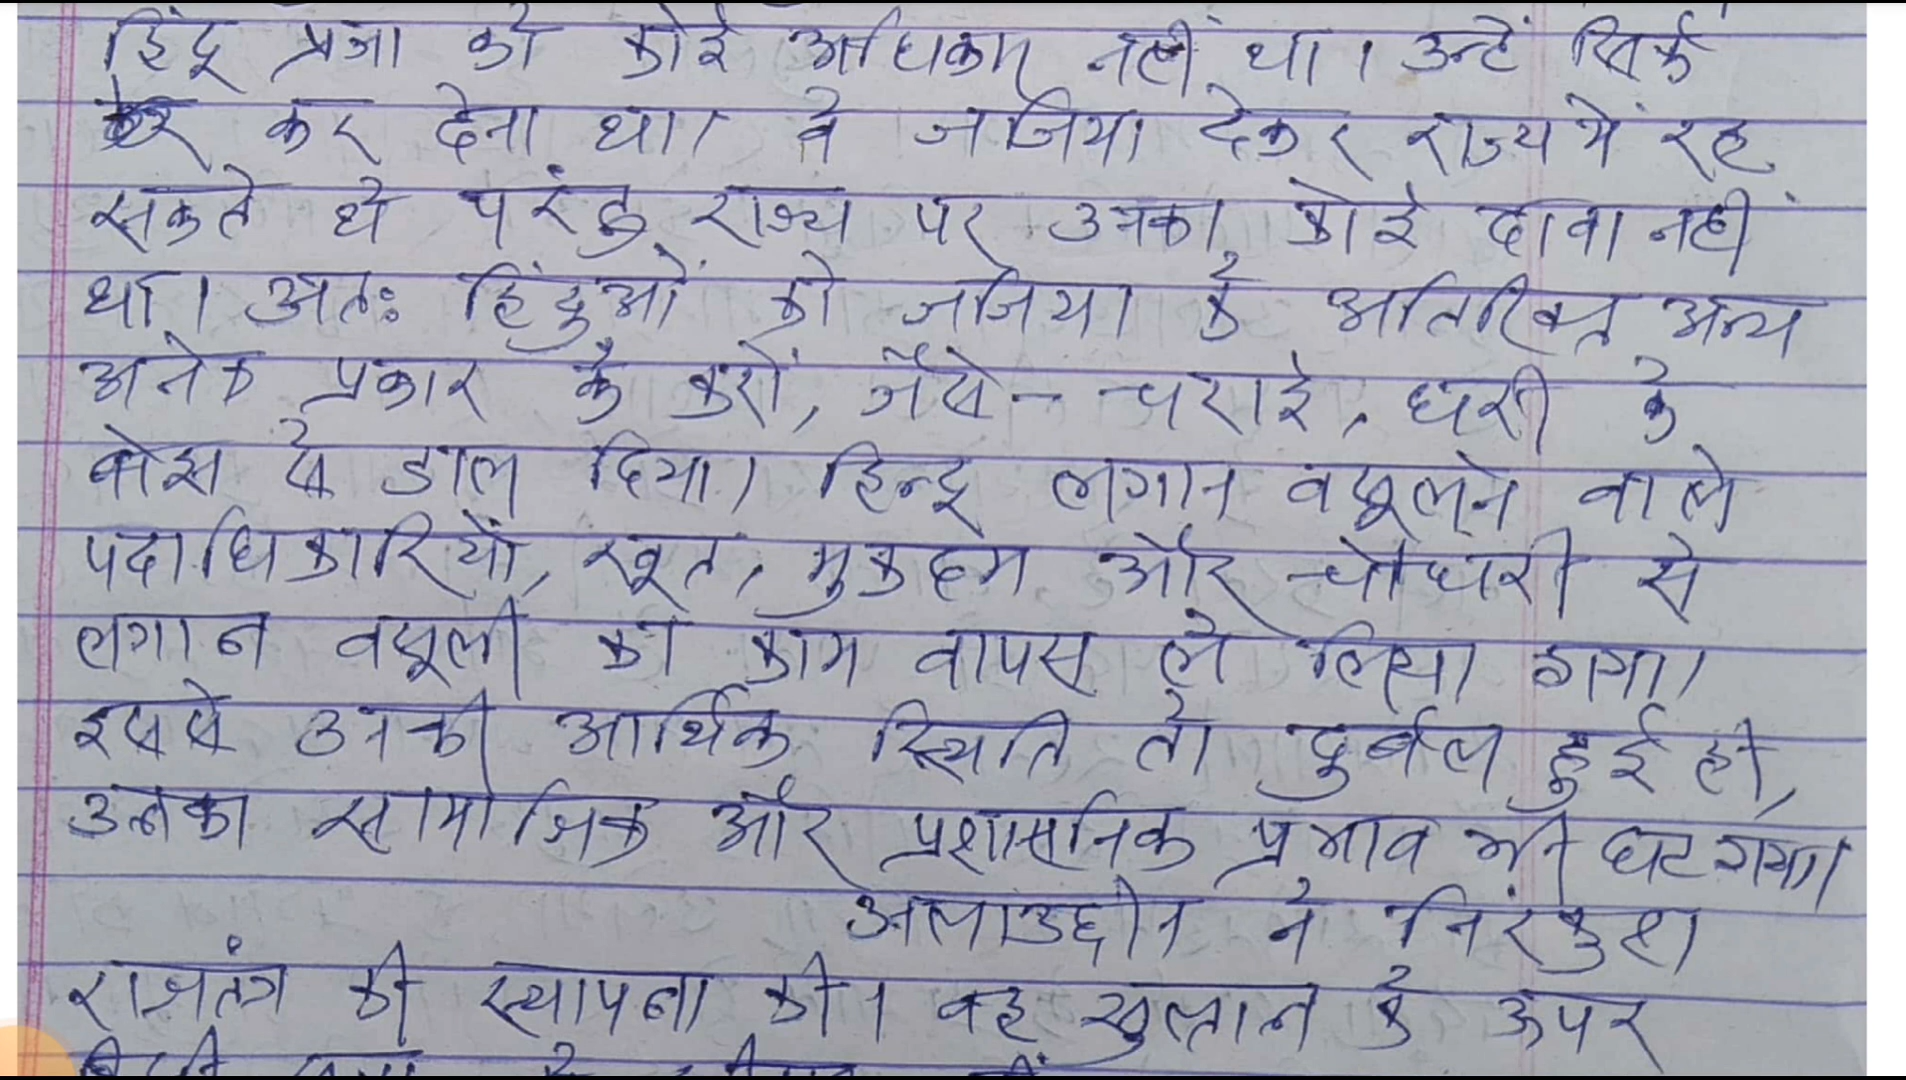 हिंदू प्रजा को कोई अधिकार नहीं था। उन्हें सिर्फ
कर देना था। वे जजिया देकर राज्य में रह
सकते थे परंतु राज्य पर उनका कोई दावा नहीं
था। अतः हिंदुओं को जजिया के अतिरिक्त अन्य
अनेक प्रकार के करों, जैसे - चराई, घरी के
बोझ से डाल दिया। हिन्दू लगान वसूलने वाले
पदाधिकारियों, खूत, मुकद्दम और चौधरी से
लगान वसूली का काम वापस ले लिया गया।
इससे उनकी आर्थिक स्थिति तो दुर्बल हुई ही,
उनका सामाजिक और प्रशासनिक प्रभाव भी घट गया।
अलाउद्दीन ने निरंकुश
राजतंत्र की स्थापना की। वह सुल्तान के ऊपर